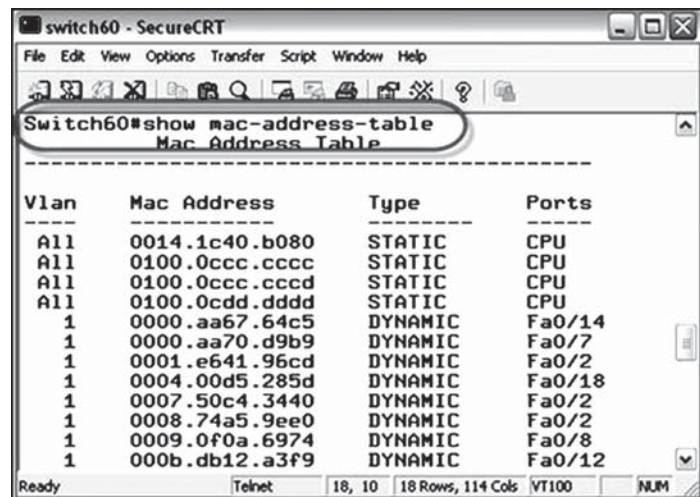 switch60 - SecureCRT
File Edit View Options Transfer Script Window Help
Switch60#show mac-address-table
Mac Address Table
-------------------------------------------
Vlan Mac Address Type Ports
---- ----------- -------- -----
All 0014.1c40.b080 STATIC CPU
All 0100.0ccc.cccc STATIC CPU
All 0100.0ccc.cccd STATIC CPU
All 0100.0cdd.dddd STATIC CPU
1 0000.aa67.64c5 DYNAMIC Fa0/14
1 0000.aa70.d9b9 DYNAMIC Fa0/7
1 0001.e641.96cd DYNAMIC Fa0/2
1 0004.00d5.285d DYNAMIC Fa0/18
1 0007.50c4.3440 DYNAMIC Fa0/2
1 0008.74a5.9ee0 DYNAMIC Fa0/2
1 0009.0f0a.6974 DYNAMIC Fa0/8
1 000b.db12.a3f9 DYNAMIC Fa0/12
Ready Telnet 18, 10 18 Rows, 114 Cols VT100 NUM